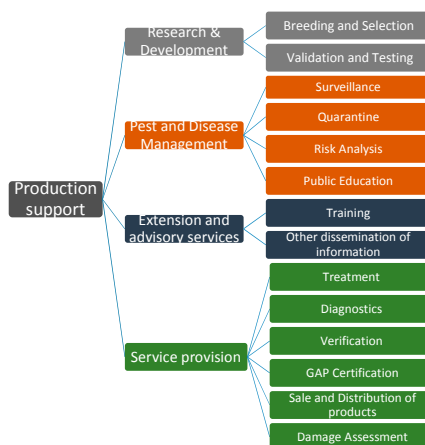 Production
support
Research &
Development
Breeding and Selection
Validation and Testing
Pest and Disease
Management
Surveillance
Quarantine
Risk Analysis
Public Education
Extension and
advisory services
Training
Other dissemination of
information
Service provision
Treatment
Diagnostics
Verification
GAP Certification
Sale and Distribution of
products
Damage Assessment